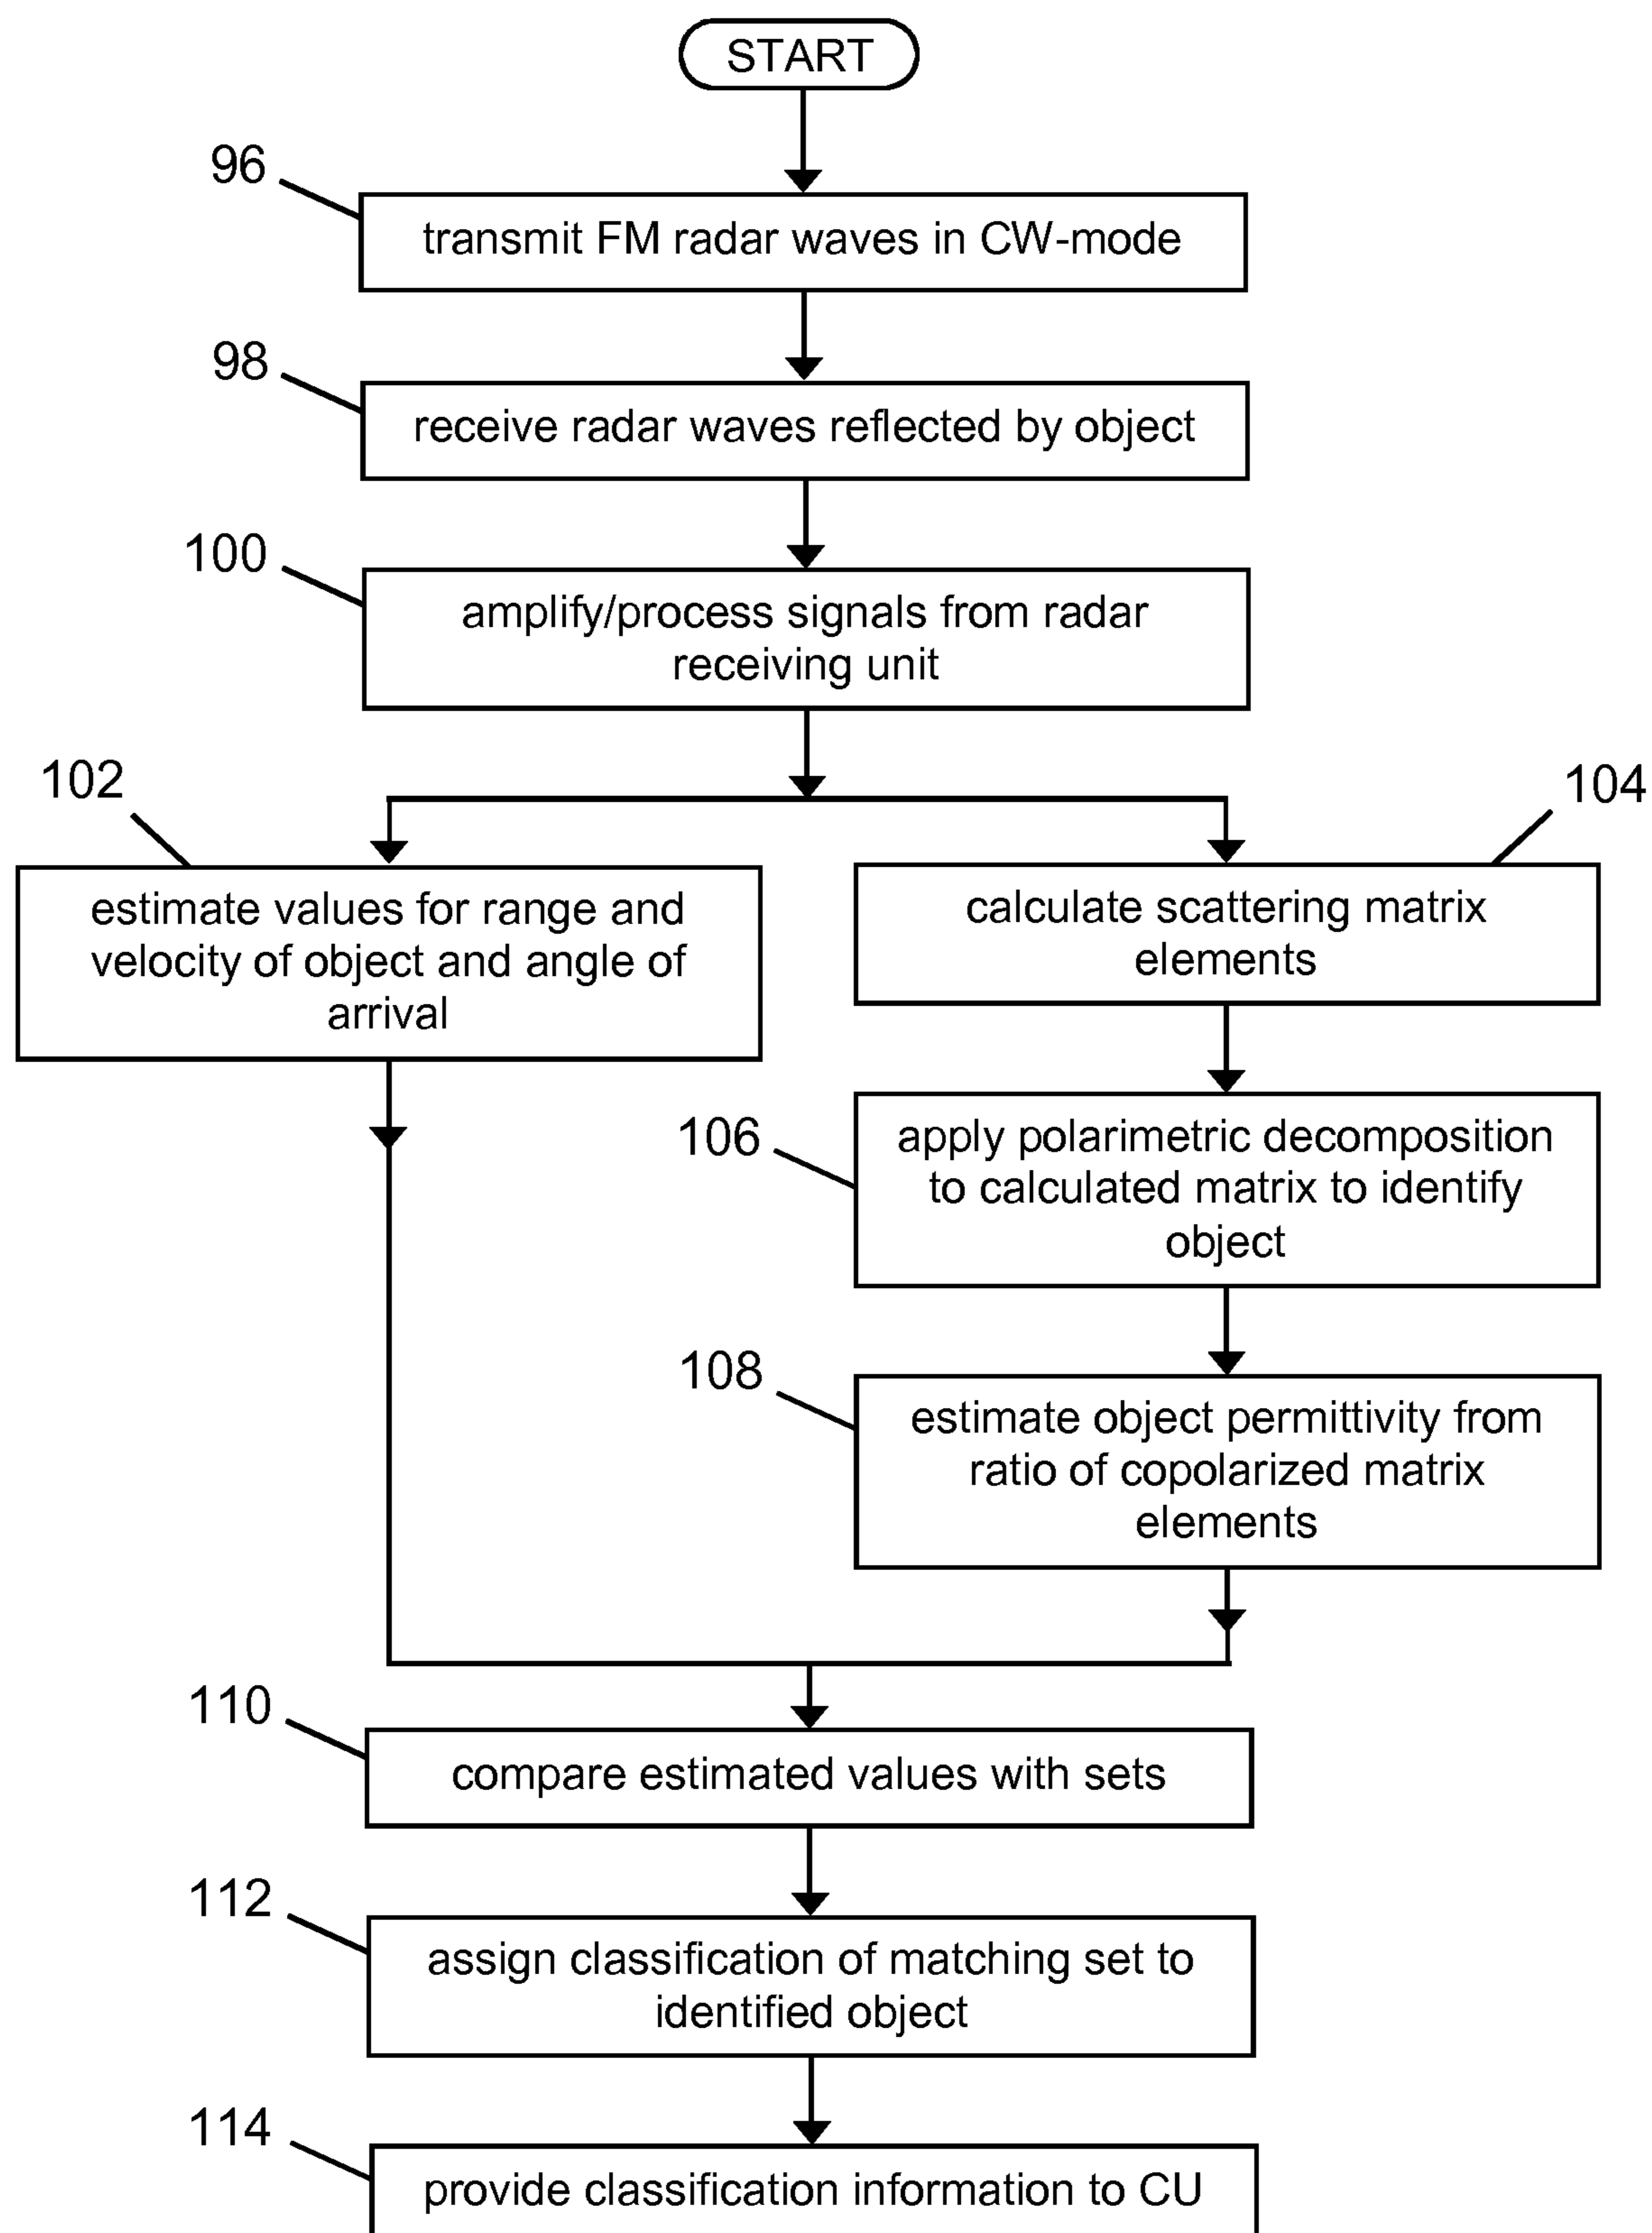 START
96
transmit FM radar waves in CW-mode
98
receive radar waves reflected by object
100
amplify/process signals from radar
receiving unit
102
estimate values for range and
velocity of object and angle of
arrival
104
calculate scattering matrix
elements
106
apply polarimetric decomposition
to calculated matrix to identify
object
108
estimate object permittivity from
ratio of copolarized matrix
elements
110
compare estimated values with sets
112
assign classification of matching set to
identified object
114
provide classification information to CU